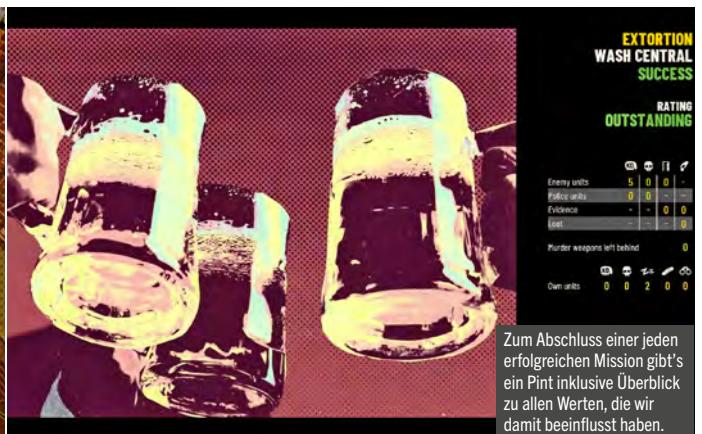 EXTORTION
WASH CENTRAL
SUCCESS
RATING
OUTSTANDING
KO
Enemy units 5 0 0 -
Police units 0 0 - -
Evidence - - 0 0
Loot - - - 0
Murder weapons left behind 0
KO
Own units 0 0 2 0 0
Zum Abschluss einer jeden
erfolgreichen Mission gibt's
ein Pint inklusive Überblick
zu allen Werten, die wir
damit beeinflusst haben.